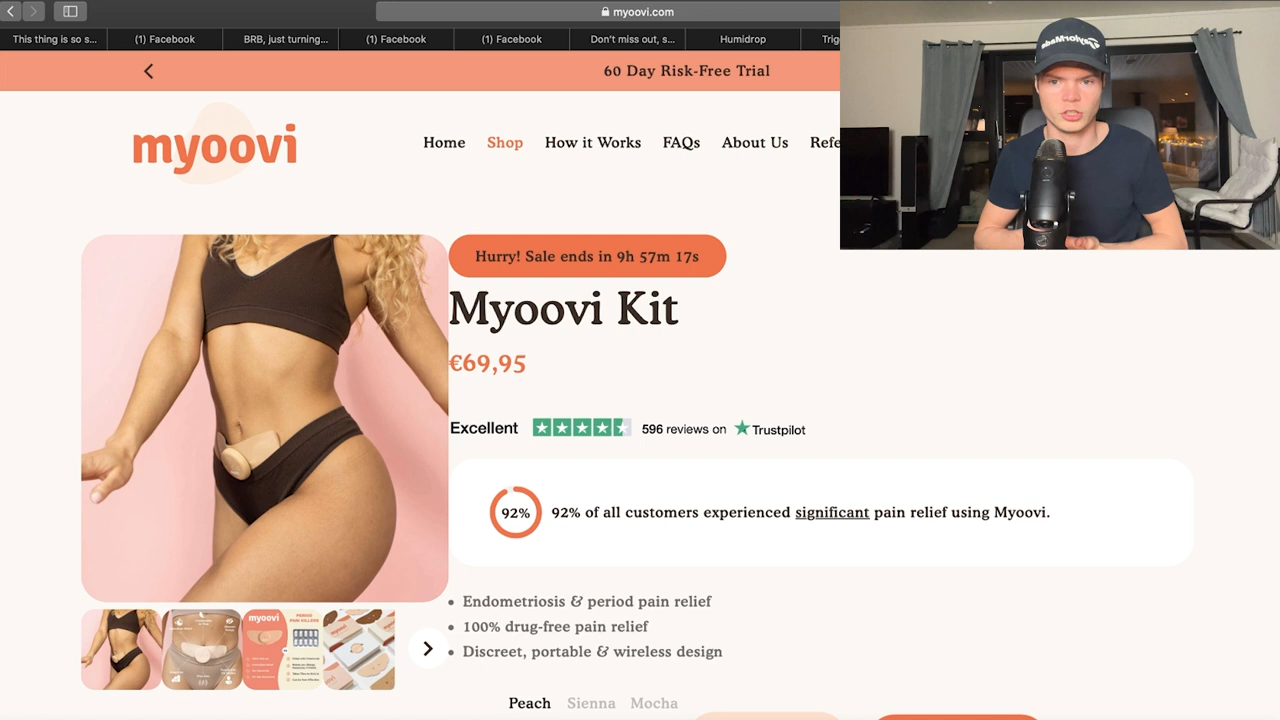 myoovi.com
This thing is so s...
(1) Facebook
BRB, just turning...
(1) Facebook
(1) Facebook
Don't miss out, s...
Humidrop
60 Day Risk-Free Trial
myoovi
Home
Shop
How it Works
FAQs
About Us
Hurry! Sale ends in 9h 57m 17s
Myoovi Kit
€69,95
Excellent
596 reviews on
Trustpilot
92%
92% of all customers experienced significant pain relief using Myoovi.
Endometriosis & period pain relief
100% drug-free pain relief
Discreet, portable & wireless design
myoovi
PERIOD
PAIN KILLERS
Peach
Sienna
Mocha